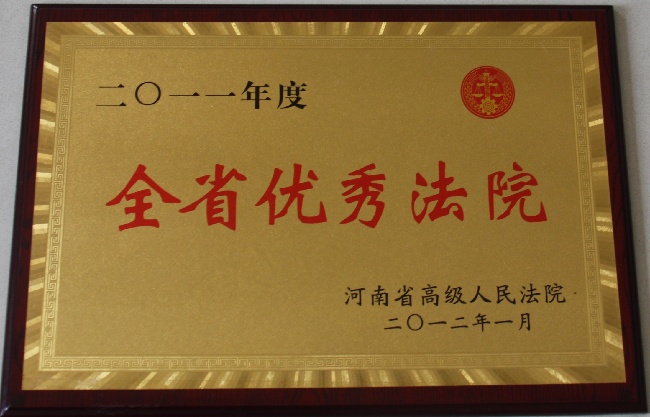 二〇一一年度
全省优秀法院
河南省高级人民法院
二〇一二年一月